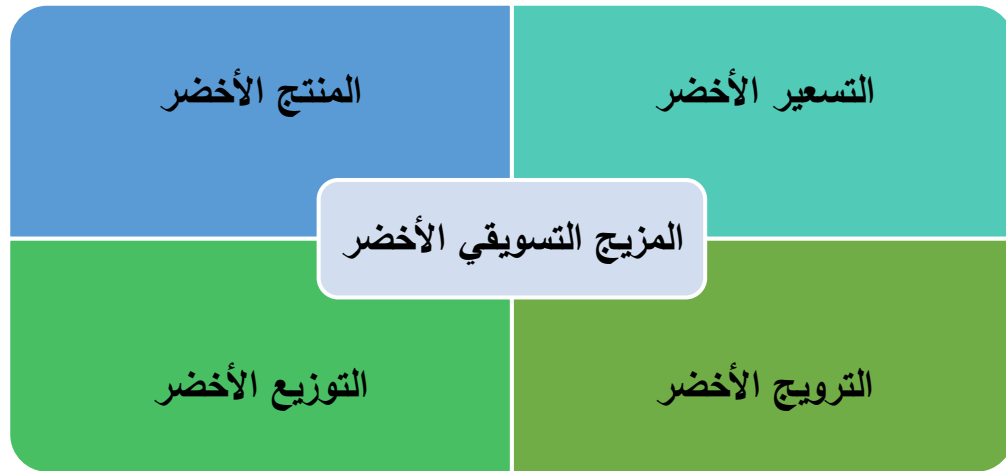 التسعير الأخضر
المنتج الأخضر
المزيج التسويقي الأخضر
الترويج الأخضر
التوزيع الأخضر